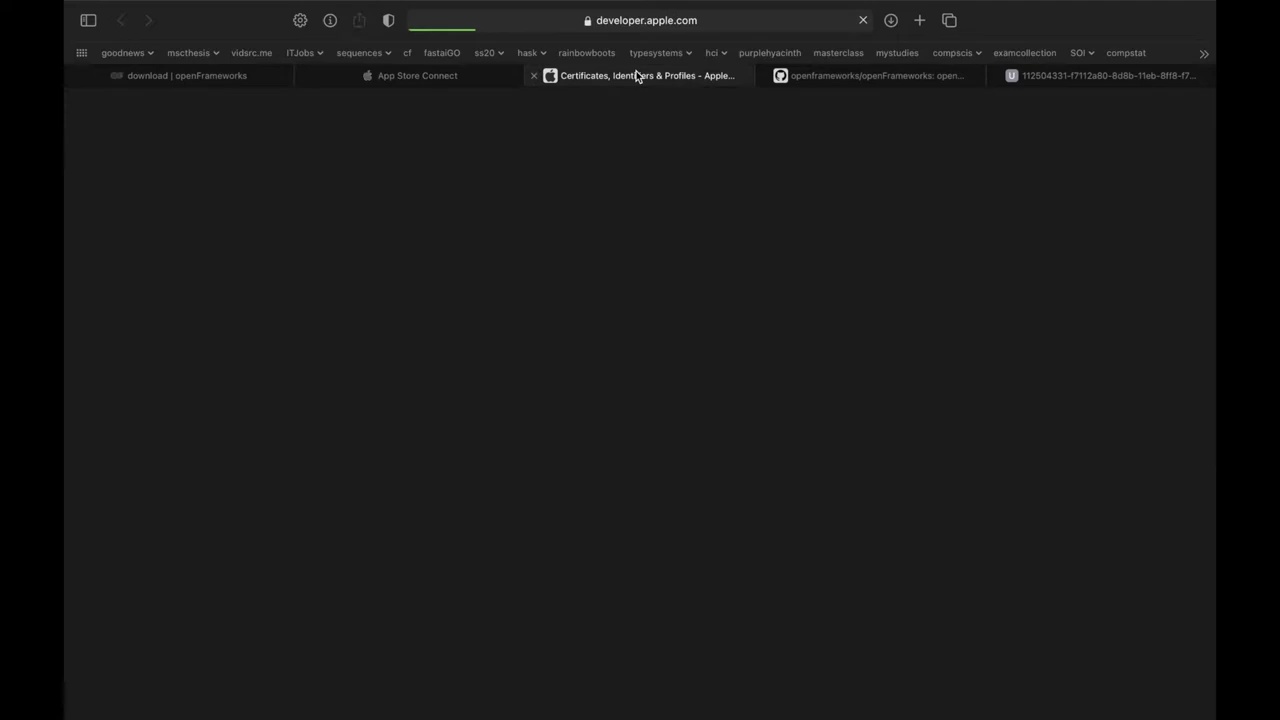 developer.apple.com
goodnews mscthesis vidsrc.me ITJobs sequences cf fastaiGO ss20 hask rainbowboots typesystems hci purplehyacinth masterclass mystudies compscis examcollection SOI compstat
download | openFrameworks App Store Connect Certificates, Identifiers & Profiles - Apple... openframeworks/openFrameworks: open... U 112504331-f7112a80-8d8b-11eb-8ff8-f7...